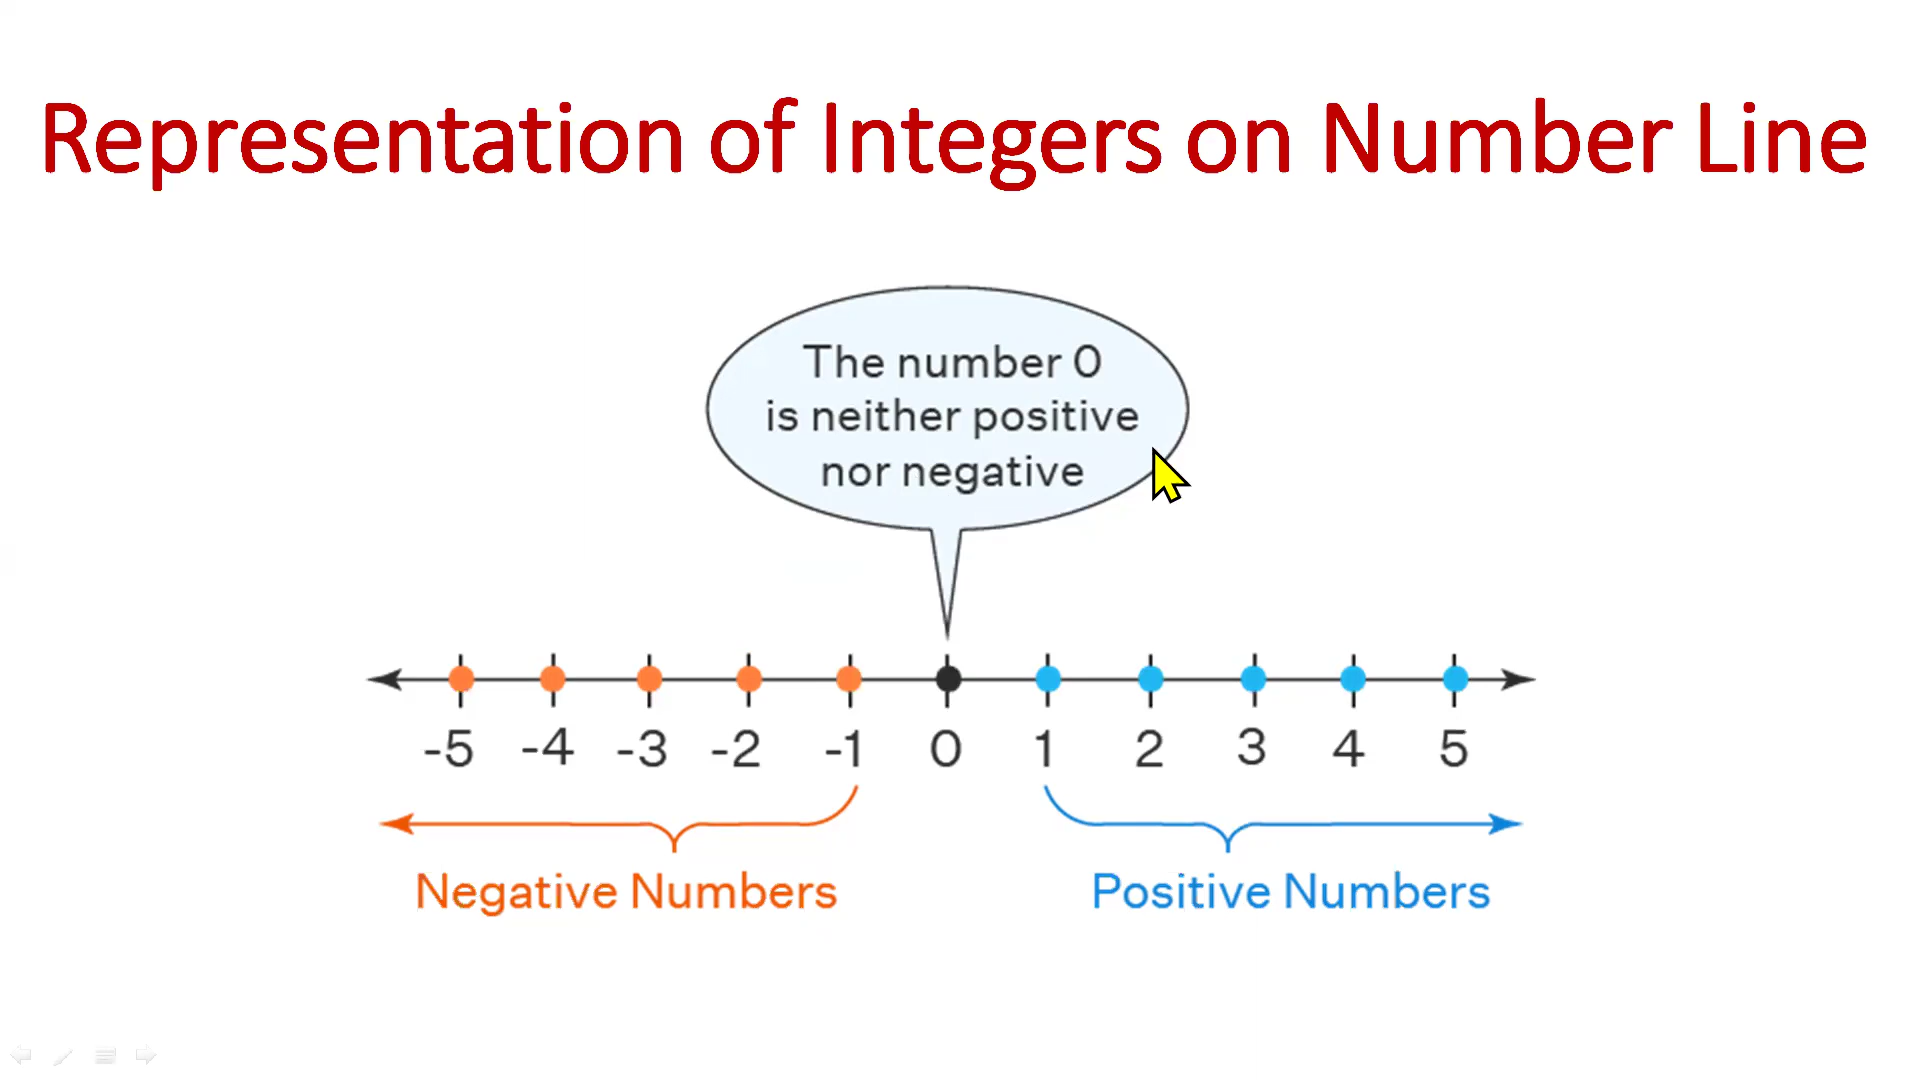 Representation of Integers on Number Line
The number 0
is neither positive
nor negative
-5 -4 -3 -2 -1 0 1 2 3 4 5
Negative Numbers Positive Numbers